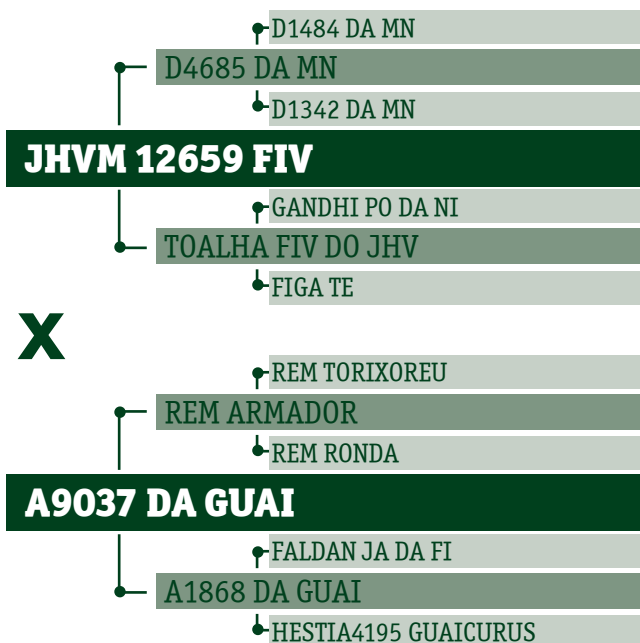 D1484 DA MN
D4685 DA MN
D1342 DA MN
JHVM 12659 FIV
GANDHI PO DA NI
TOALHA FIV DO JHV
FIGA TE
X
REM TORIXOREU
REM ARMADOR
REM RONDA
A9037 DA GUAI
FALDAN JA DA FI
A1868 DA GUAI
HESTIA4195 GUAICURUS